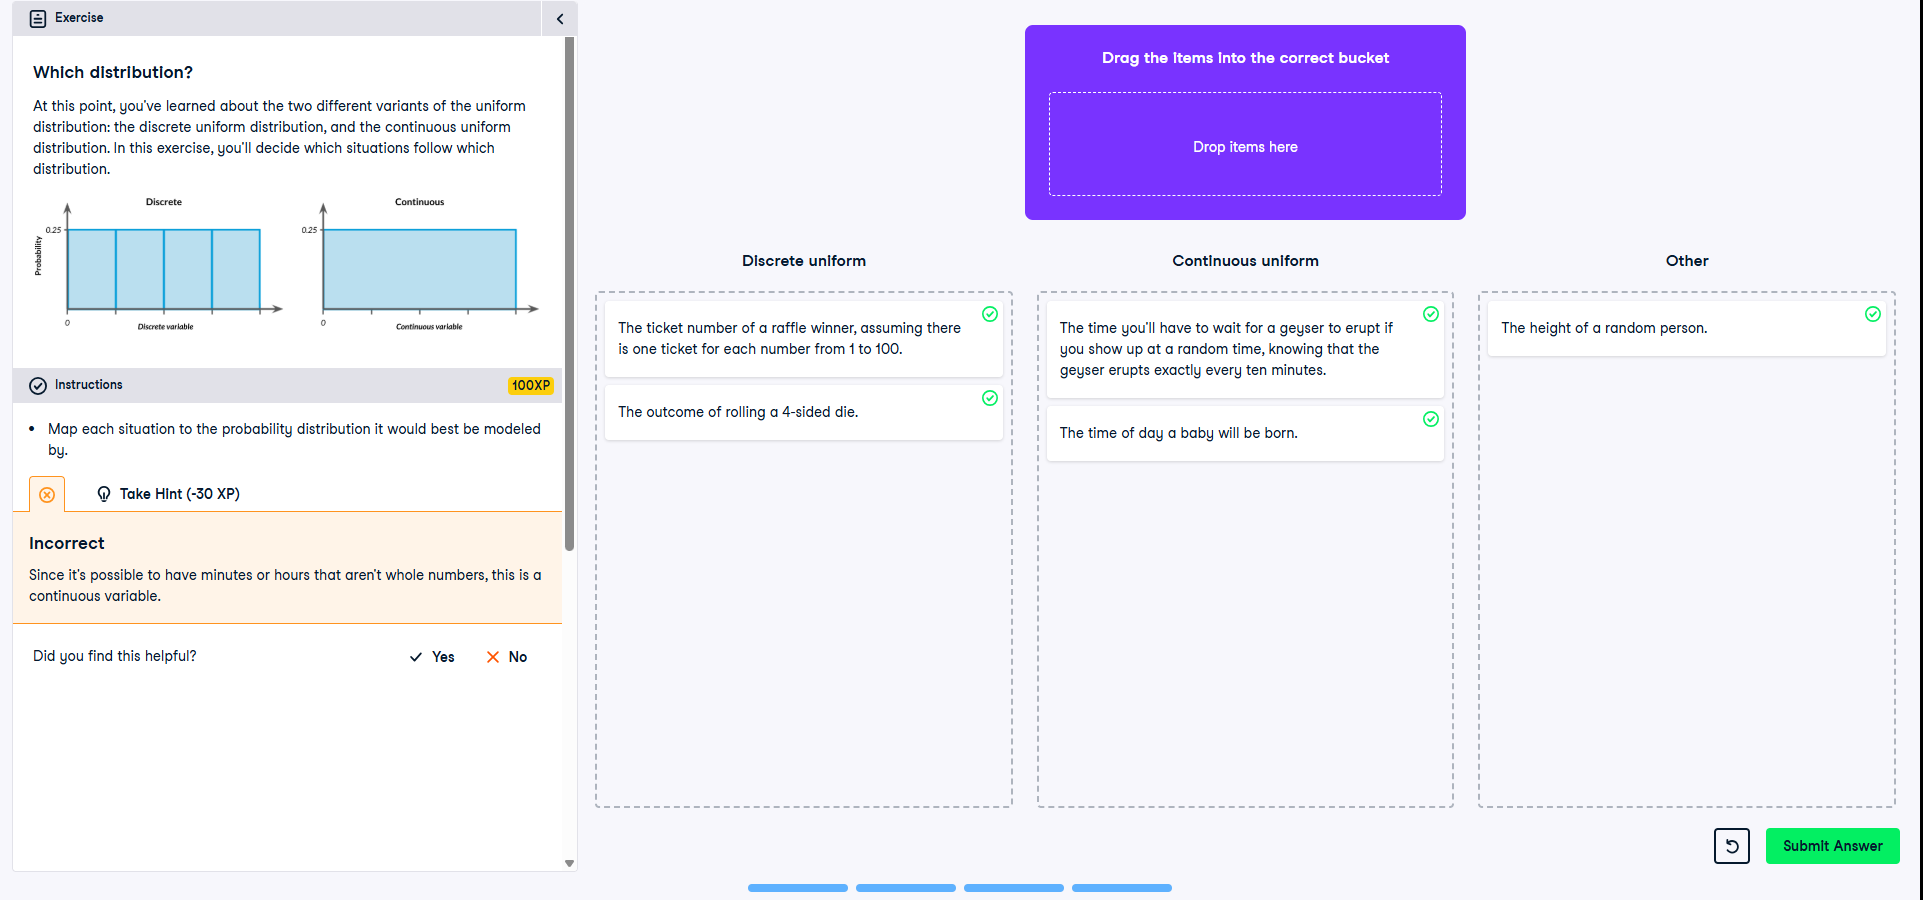 Exercise
Which distribution?
At this point, you've learned about the two different variants of the uniform
distribution: the discrete uniform distribution, and the continuous uniform
distribution. In this exercise, you'll decide which situations follow which
distribution.
Discrete
0.25
Probability
0
Discrete variable
Continuous
0.25
0
Continuous variable
Instructions
100XP
• Map each situation to the probability distribution it would best be modeled
by.
Take Hint (-30 XP)
Incorrect
Since it's possible to have minutes or hours that aren't whole numbers, this is a
continuous variable.
Did you find this helpful?
Yes
No
Drag the items into the correct bucket
Drop items here
Discrete uniform
The ticket number of a raffle winner, assuming there
is one ticket for each number from 1 to 100.
The outcome of rolling a 4-sided die.
Continuous uniform
The time you'll have to wait for a geyser to erupt if
you show up at a random time, knowing that the
geyser erupts exactly every ten minutes.
The time of day a baby will be born.
Other
The height of a random person.
Submit Answer